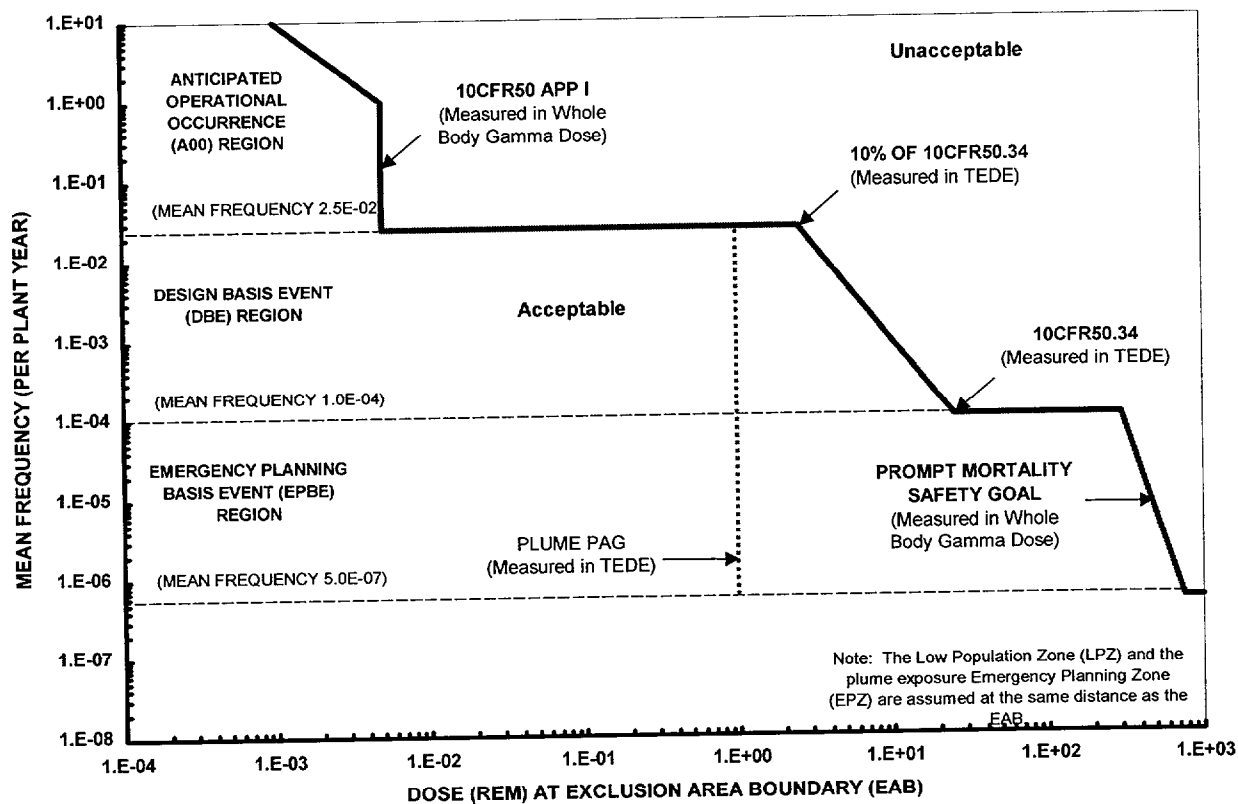 1.E+01
1.E+00
1.E-01
1.E-02
1.E-03
1.E-04
1.E-05
1.E-06
1.E-07
1.E-08
MEAN FREQUENCY (PER PLANT YEAR)
ANTICIPATED
OPERATIONAL
OCCURRENCE
(A00) REGION
(MEAN FREQUENCY 2.5E-02
DESIGN BASIS EVENT
(DBE) REGION
(MEAN FREQUENCY 1.0E-04)
EMERGENCY PLANNING
BASIS EVENT (EPBE)
REGION
(MEAN FREQUENCY 5.0E-07)
10CFR50 APP I
(Measured in Whole
Body Gamma Dose)
Unacceptable
10% OF 10CFR50.34
(Measured in TEDE)
Acceptable
10CFR50.34
(Measured in TEDE)
PROMPT MORTALITY
SAFETY GOAL
(Measured in Whole
Body Gamma Dose)
PLUME PAG
(Measured in TEDE)
Note: The Low Population Zone (LPZ) and the
plume exposure Emergency Planning Zone
(EPZ) are assumed at the same distance as the
EAB
1.E-04
1.E-03
1.E-02
1.E-01
1.E+00
1.E+01
1.E+02
1.E+03
DOSE (REM) AT EXCLUSION AREA BOUNDARY (EAB)